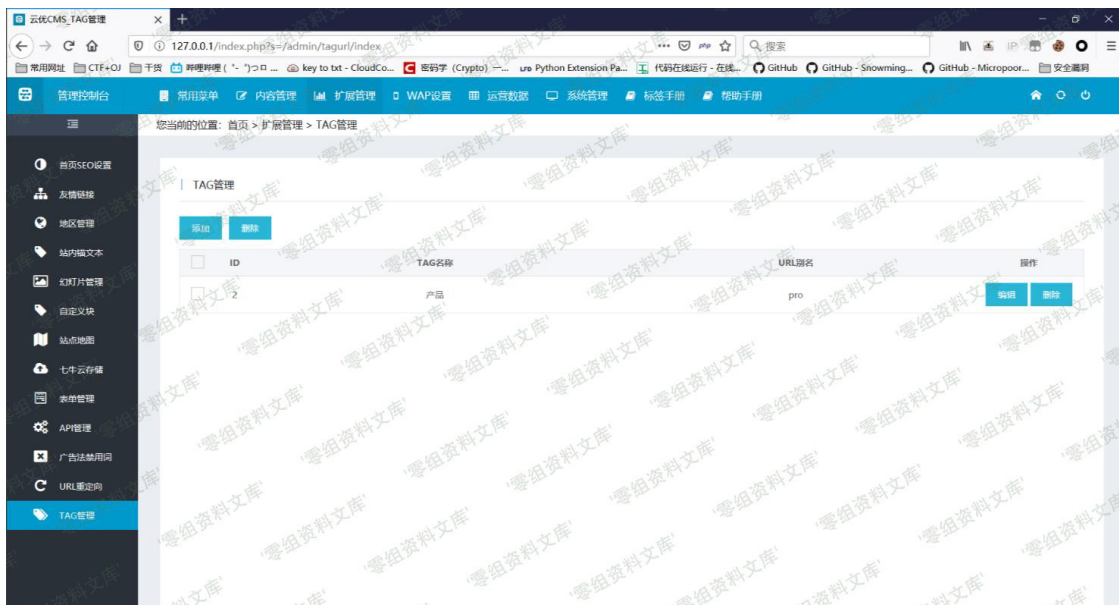 云优CMS_TAG管理
127.0.0.1/index.php?s=/admin/tagurl/index
php
搜索
常用网址 CTF+OJ 干货 哔哩哔哩 ( ゜- ゜)つロ ... key to txt - CloudCo... 密码学 (Crypto) —... Python Extension Pa... 代码在线运行 - 在线... GitHub GitHub - Snowming... GitHub - Micropoor... 安全漏洞
管理控制台 常用菜单 内容管理 扩展管理 WAP设置 运营数据 系统管理 标签手册 帮助手册
您当前的位置: 首页 > 扩展管理 > TAG管理
首页SEO设置
友情链接
地区管理
站内锚文本
幻灯片管理
自定义块
站点地图
七牛云存储
表单管理
API管理
广告法禁用词
URL重定向
TAG管理
TAG管理
添加 删除
ID TAG名称 URL别名 操作
2 产品 pro 编辑 删除
零组资料文库